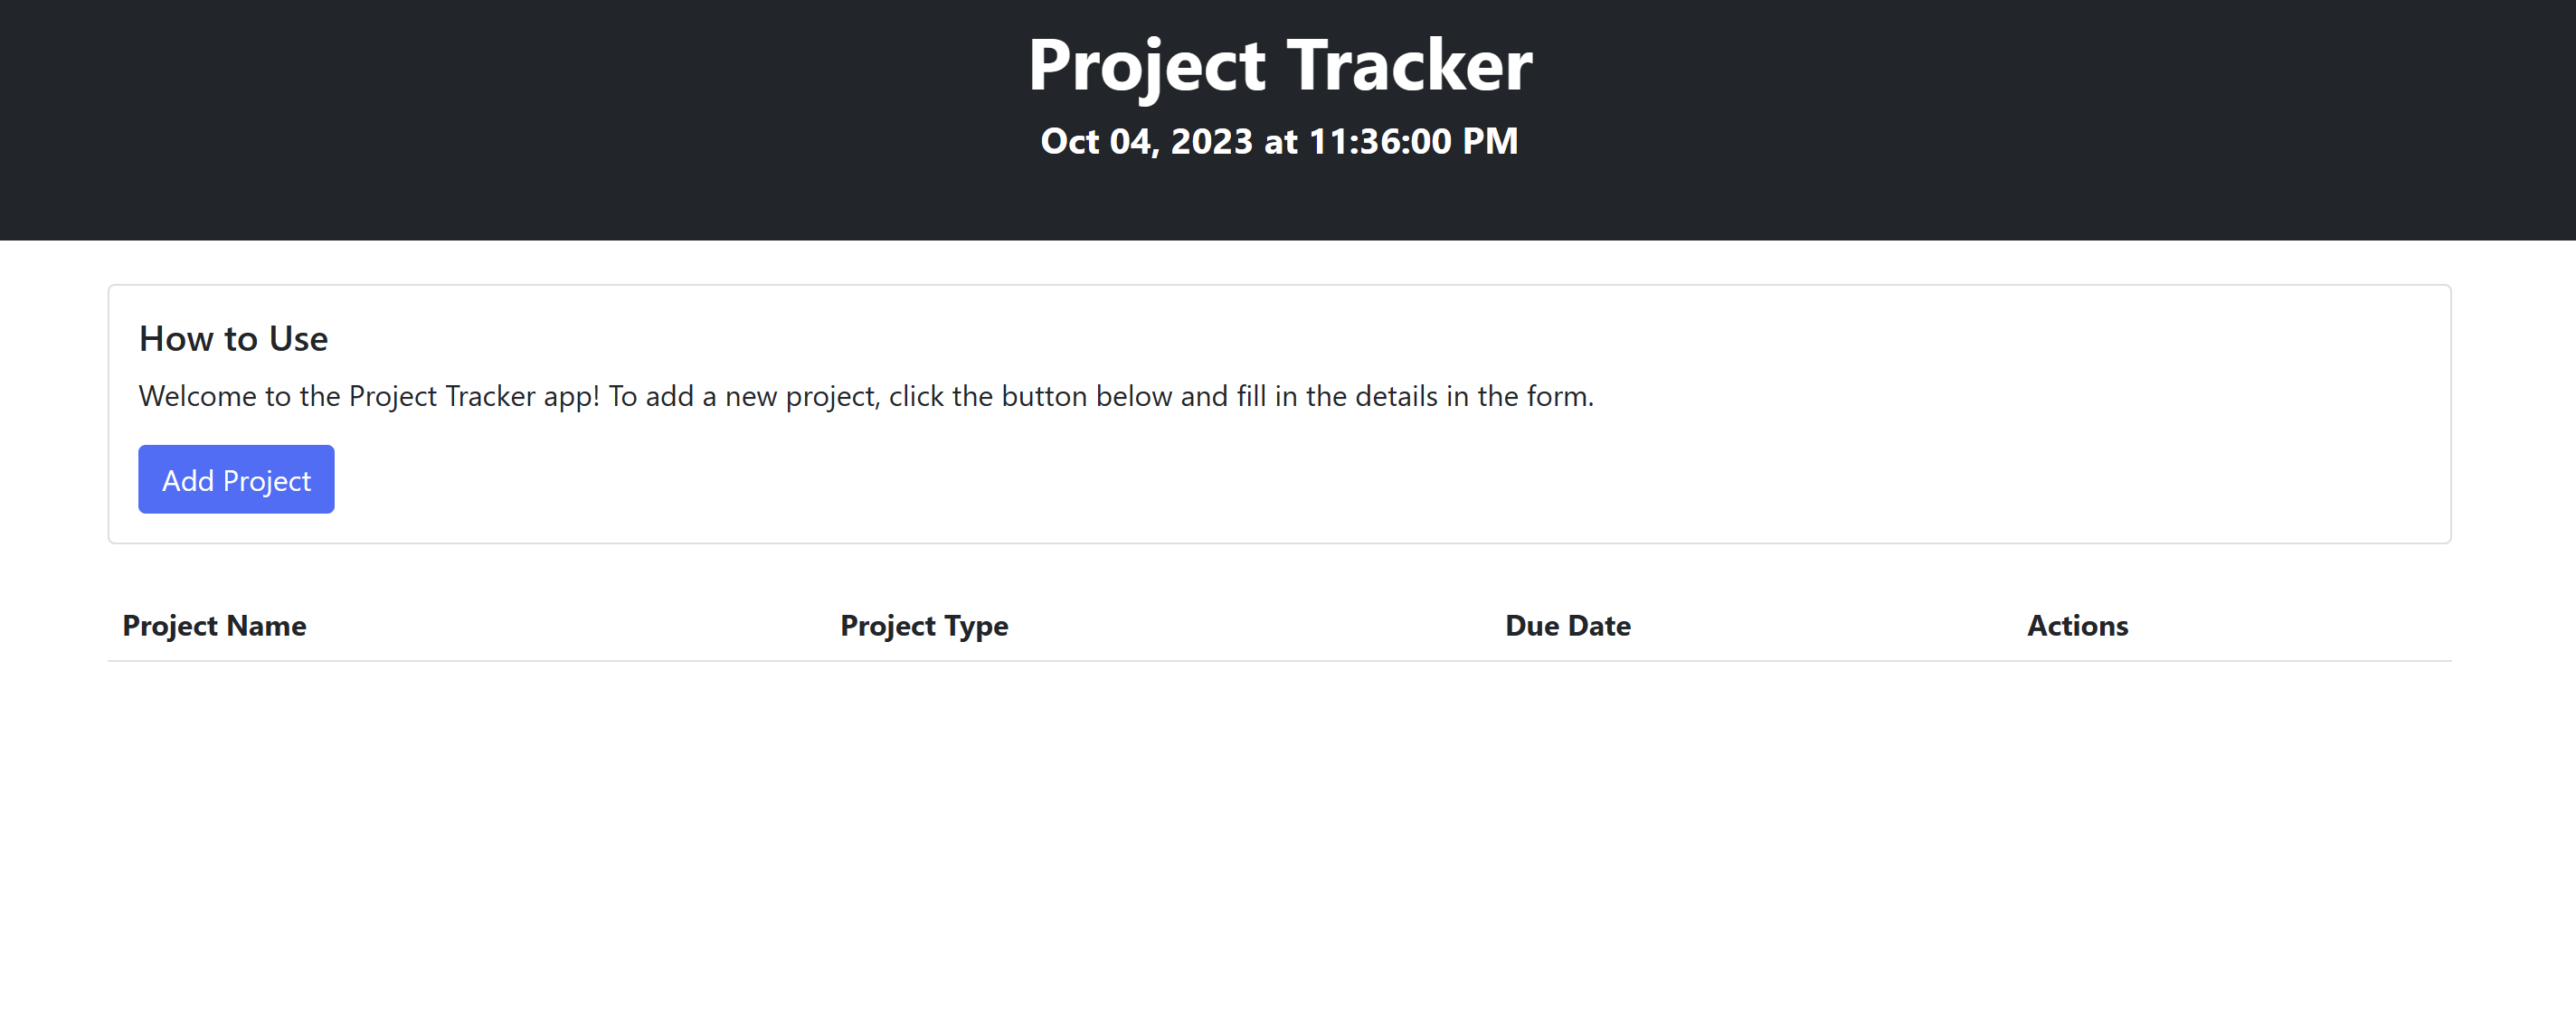 Project Tracker
Oct 04, 2023 at 11:36:00 PM
How to Use
Welcome to the Project Tracker app! To add a new project, click the button below and fill in the details in the form.
Add Project
Project Name Project Type Due Date Actions